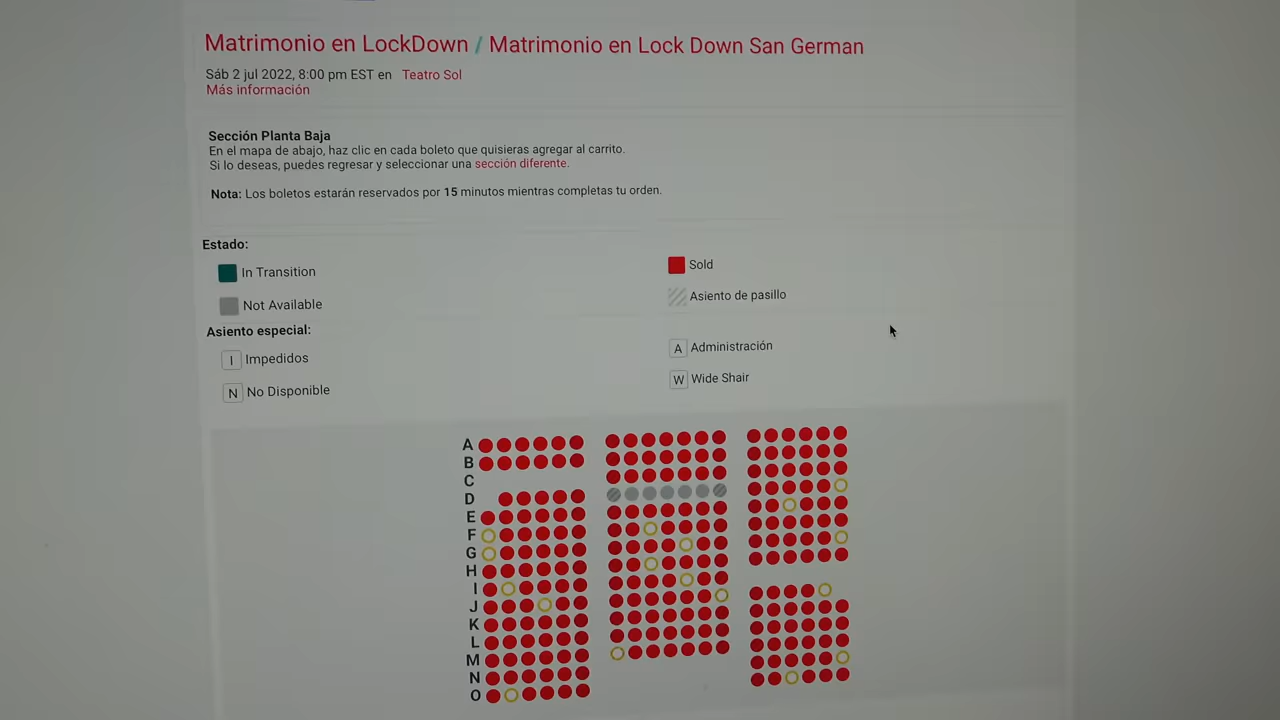 Matrimonio en LockDown / Matrimonio en Lock Down San German
Sáb 2 jul 2022, 8:00 pm EST en Teatro Sol
Más información
Sección Planta Baja
En el mapa de abajo, haz clic en cada boleto que quisieras agregar al carrito.
Si lo deseas, puedes regresar y seleccionar una sección diferente.
Nota: Los boletos estarán reservados por 15 minutos mientras completas tu orden.
Estado:
In Transition
Sold
Not Available
Asiento de pasillo
Asiento especial:
I Impedidos
A Administración
N No Disponible
W Wide Shair
A
B
C
D
E
F
G
H
I
J
K
L
M
N
O